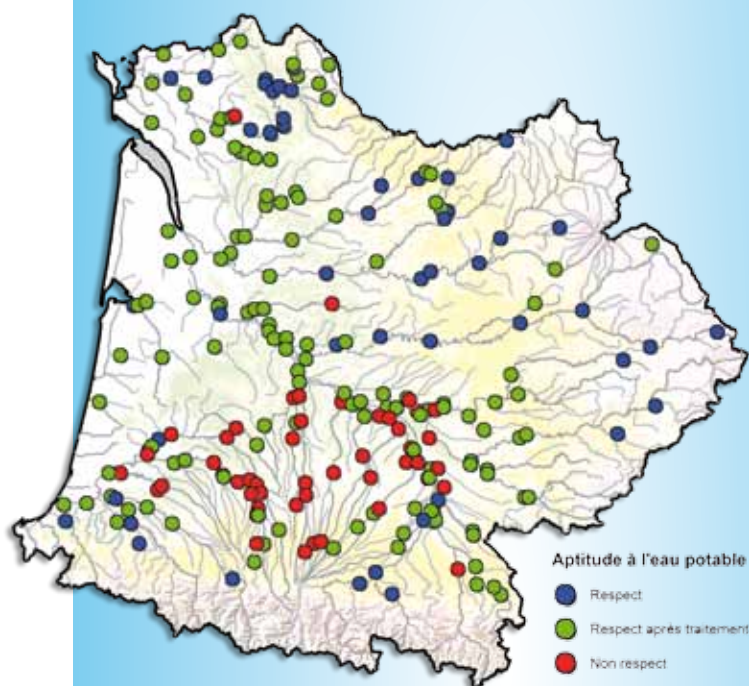 Aptitude à l'eau potable
Respect
Respect après traitement
Non respect